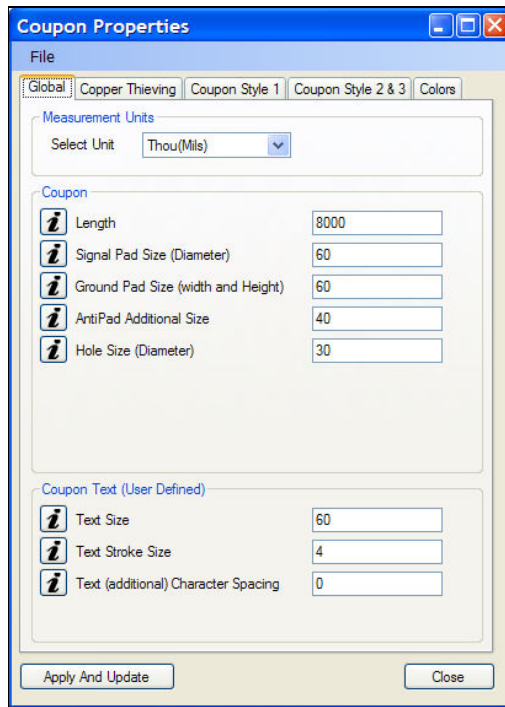 Coupon Properties
File
Global Copper Thieving Coupon Style 1 Coupon Style 2 & 3 Colors
Measurement Units
Select Unit Thou(Mils)
Coupon
i Length 8000
i Signal Pad Size (Diameter) 60
i Ground Pad Size (width and Height) 60
i AntiPad Additional Size 40
i Hole Size (Diameter) 30
Coupon Text (User Defined)
i Text Size 60
i Text Stroke Size 4
i Text (additional) Character Spacing 0
Apply And Update Close